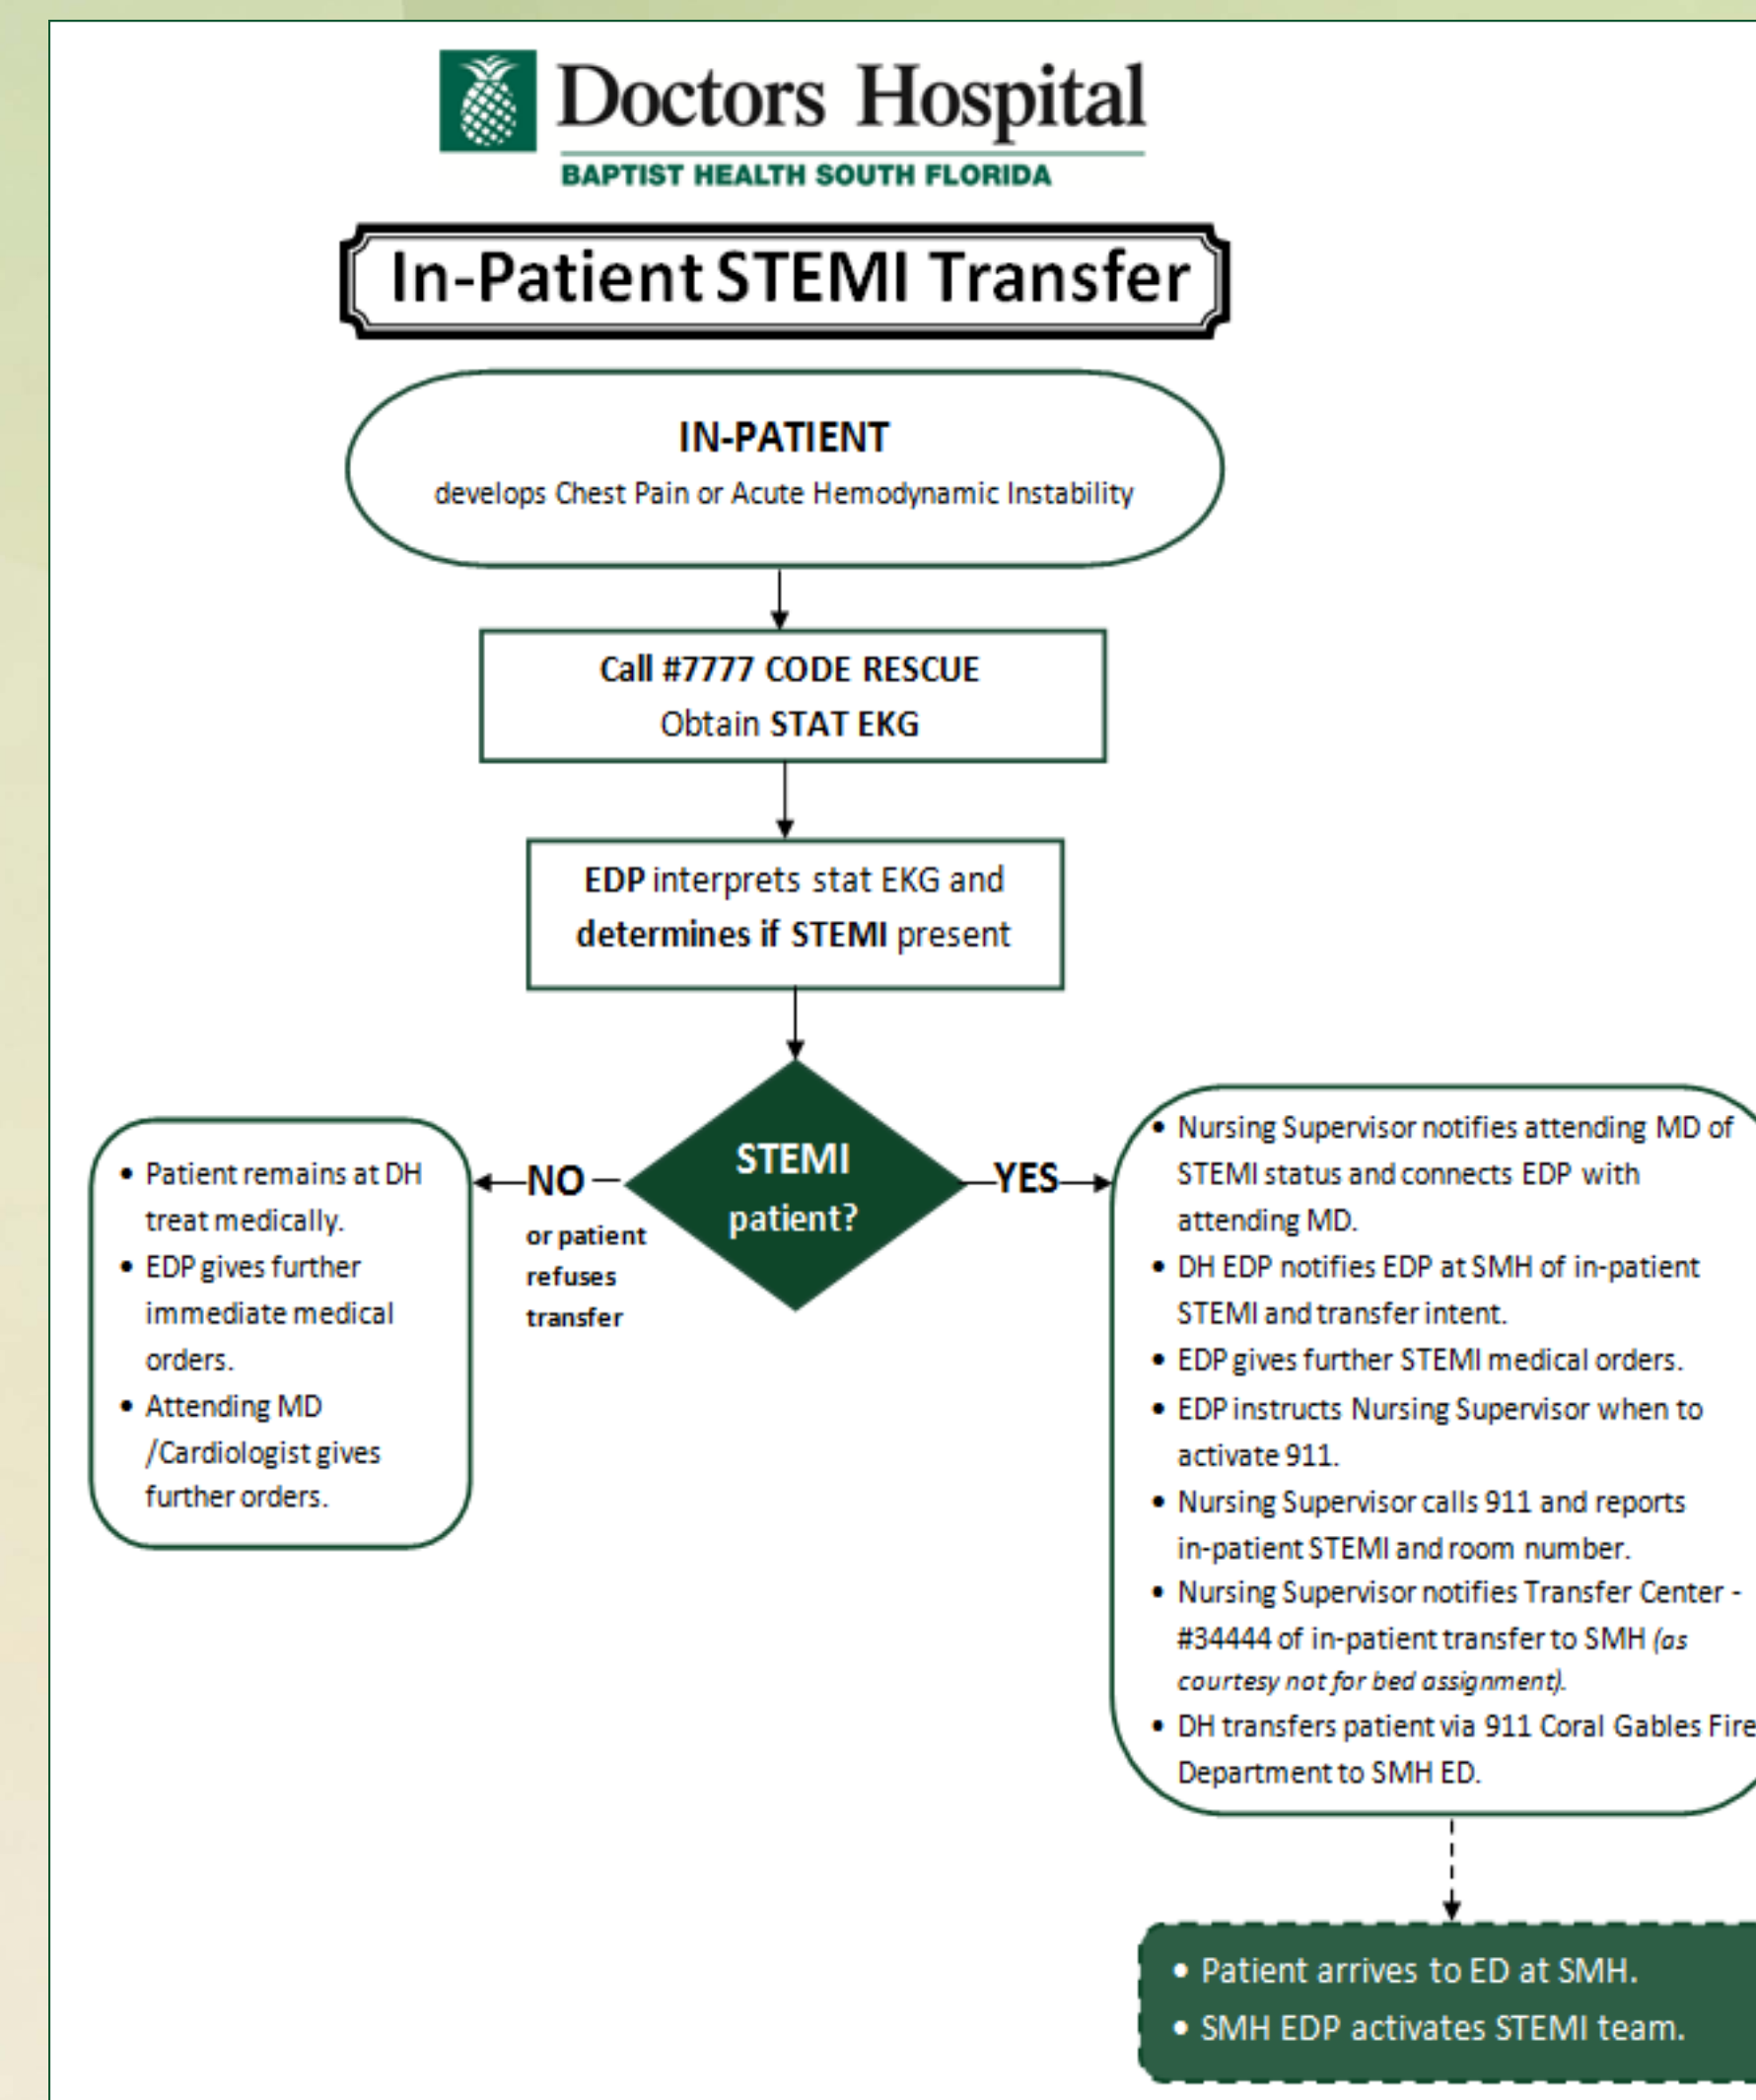 Doctors Hospital
BAPTIST HEALTH SOUTH FLORIDA
In-Patient STEMI Transfer
IN-PATIENT
develops Chest Pain or Acute Hemodynamic Instability
Call #7777 CODE RESCUE
Obtain STAT EKG
EDP interprets stat EKG and
determines if STEMI present
STEMI
patient?
NO
or patient
refuses
transfer
YES
• Patient remains at DH
treat medically.
• EDP gives further
immediate medical
orders.
• Attending MD
/Cardiologist gives
further orders.
• Nursing Supervisor notifies attending MD of
STEMI status and connects EDP with
attending MD.
• DH EDP notifies EDP at SMH of in-patient
STEMI and transfer intent.
• EDP gives further STEMI medical orders.
• EDP instructs Nursing Supervisor when to
activate 911.
• Nursing Supervisor calls 911 and reports
in-patient STEMI and room number.
• Nursing Supervisor notifies Transfer Center -
#34444 of in-patient transfer to SMH (as
courtesy not for bed assignment).
• DH transfers patient via 911 Coral Gables Fire
Department to SMH ED.
• Patient arrives to ED at SMH.
• SMH EDP activates STEMI team.